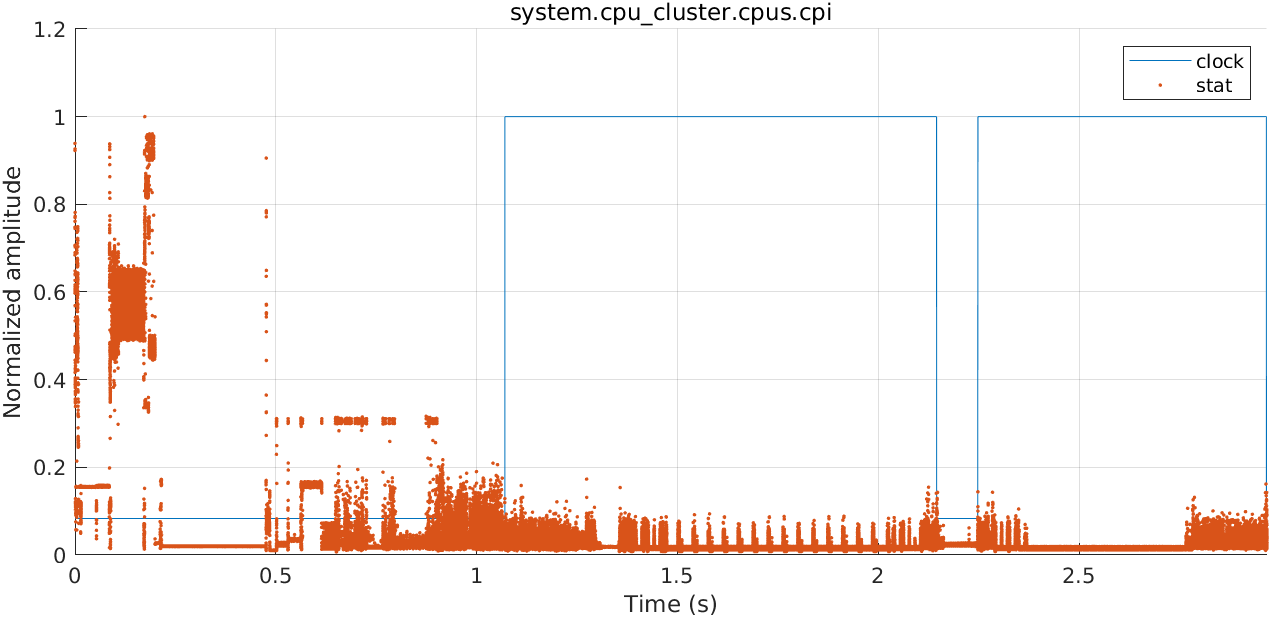 system.cpu_cluster.cpus.cpi
1.2
1
0.8
0.6
0.4
0.2
0
Normalized amplitude
clock
stat
0 0.5 1 1.5 2 2.5
Time (s)